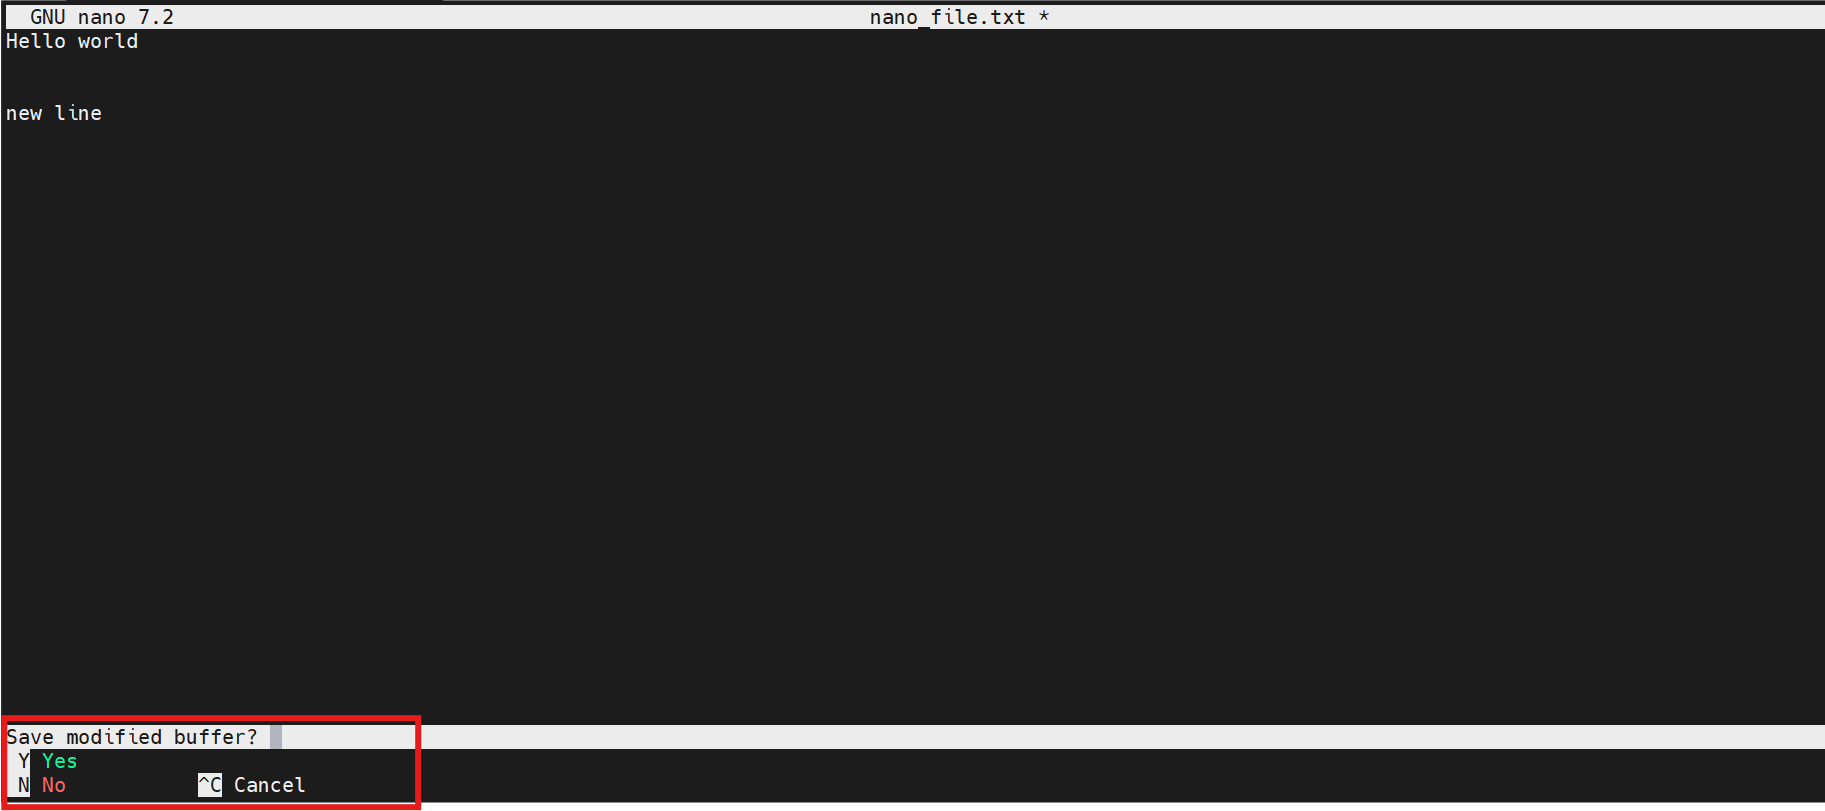 GNU nano 7.2 nano_file.txt *
Hello world
new line
Save modified buffer?
Y Yes
N No ^C Cancel